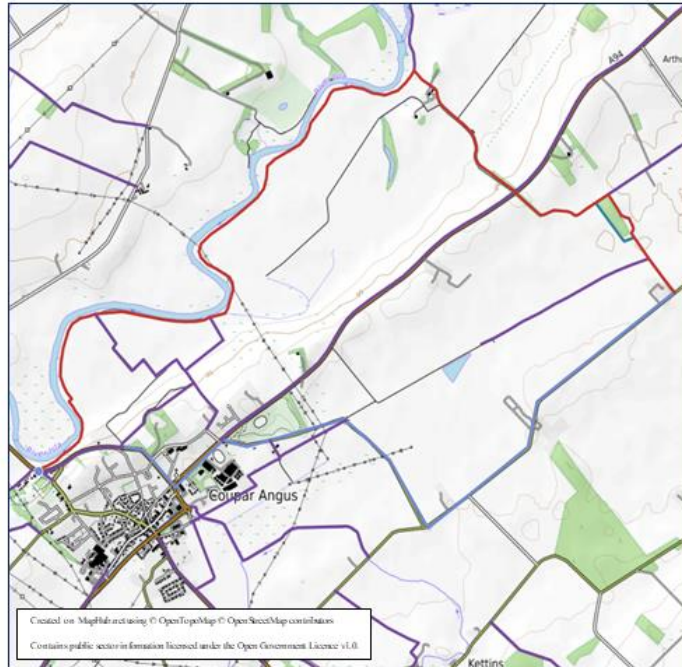 A94
Arth
Coupar Angus
Created on MapHub.net using © OpenTopoMap © OpenStreetMap contributors
Contains public sector information licensed under the Open Government Licence v1.0.
Kettins